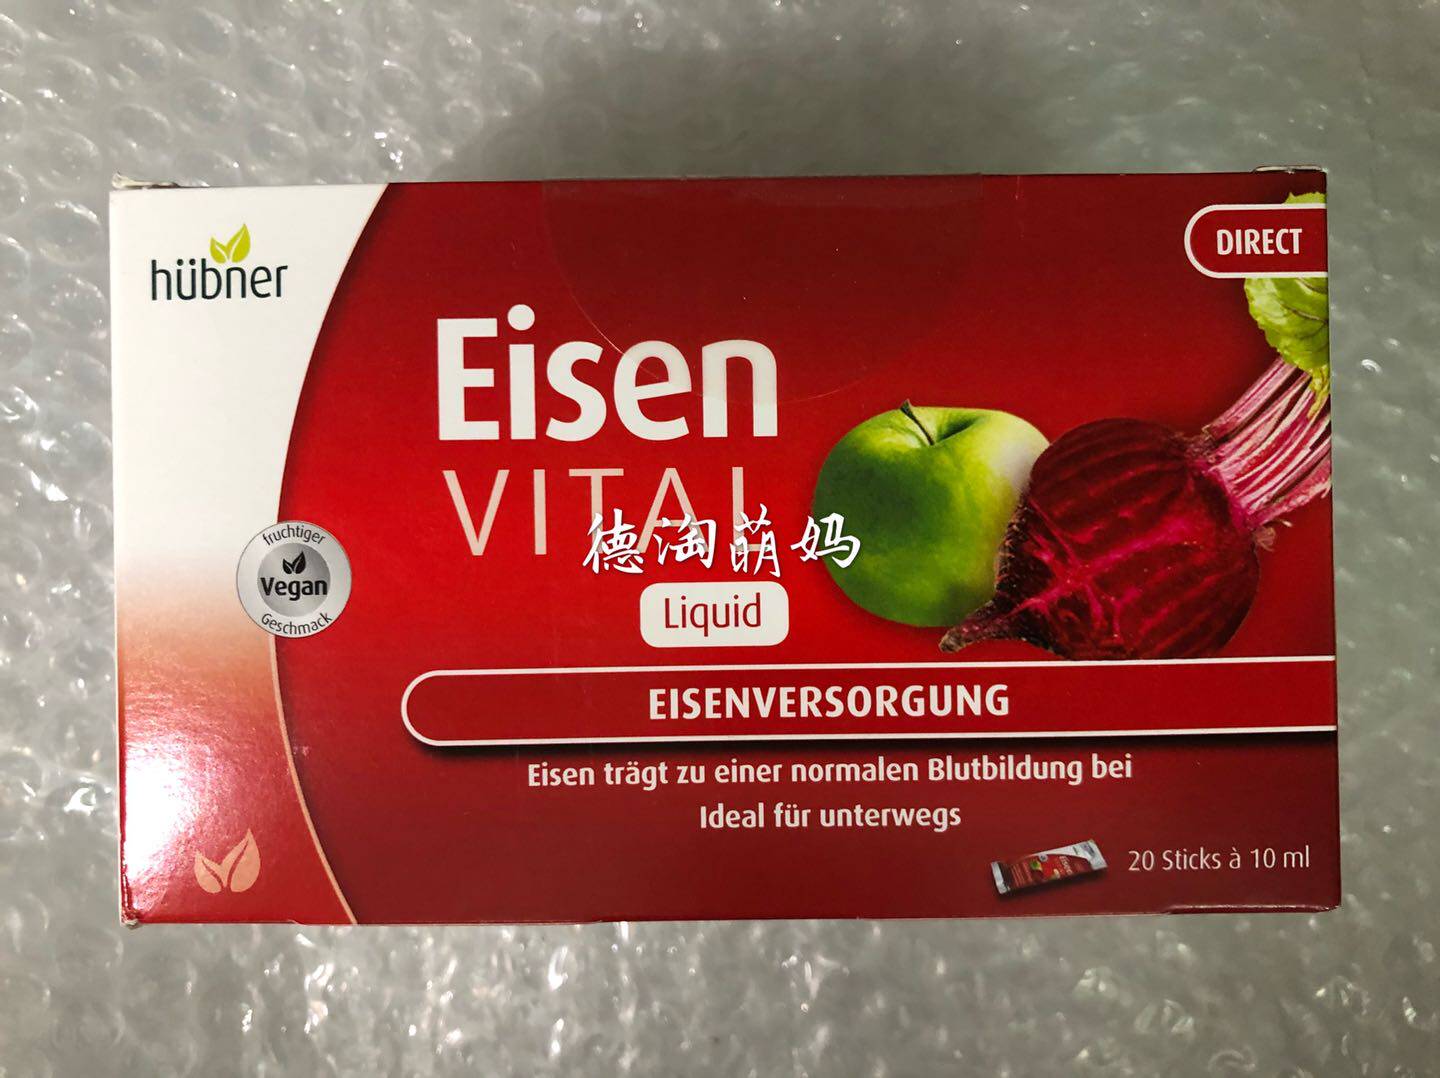 hübner
DIRECT
Eisen
VITAL
德淘萌妈
Liquid
fruchtiger
Vegan
Geschmack
EISENVERSORGUNG
Eisen trägt zu einer normalen Blutbildung bei
Ideal für unterwegs
20 Sticks à 10 ml